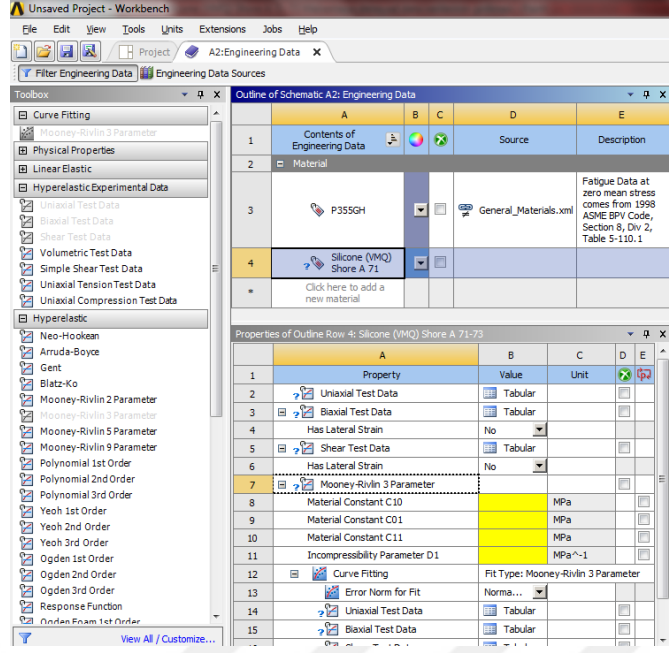 Unsaved Project - Workbench
File Edit View Tools Units Extensions Jobs Help
Project A2:Engineering Data X
Filter Engineering Data Engineering Data Sources
Toolbox
Curve Fitting
Mooney-Rivlin 3 Parameter
Physical Properties
Linear Elastic
Hyperelastic Experimental Data
Uniaxial Test Data
Biaxial Test Data
Shear Test Data
Volumetric Test Data
Simple Shear Test Data
Uniaxial Tension Test Data
Uniaxial Compression Test Data
Hyperelastic
Neo-Hookean
Arruda-Boyce
Gent
Blatz-Ko
Mooney-Rivlin 2 Parameter
Mooney-Rivlin 3 Parameter
Mooney-Rivlin 5 Parameter
Mooney-Rivlin 9 Parameter
Polynomial 1st Order
Polynomial 2nd Order
Polynomial 3rd Order
Yeoh 1st Order
Yeoh 2nd Order
Yeoh 3rd Order
Ogden 1st Order
Ogden 2nd Order
Ogden 3rd Order
Response Function
Ogden Foam 1st Order
View All / Customize...
Outline of Schematic A2: Engineering Data
A B C D E
1 Contents of Engineering Data Source Description
2 Material
3 P355GH General_Materials.xml
Fatigue Data at
zero mean stress
comes from 1998
ASME BPV Code,
Section 8, Div 2,
Table 5-110.1
4 Silicone (VMQ)
Shore A 71
* Click here to add a
new material
Properties of Outline Row 4: Silicone (VMQ) Shore A 71-73
A B C D E
1 Property Value Unit
2 Uniaxial Test Data Tabular
3 Biaxial Test Data Tabular
4 Has Lateral Strain No
5 Shear Test Data Tabular
6 Has Lateral Strain No
7 Mooney-Rivlin 3 Parameter
8 Material Constant C10 MPa
9 Material Constant C01 MPa
10 Material Constant C11 MPa
11 Incompressibility Parameter D1 MPa^-1
12 Curve Fitting Fit Type: Mooney-Rivlin 3 Parameter
13 Error Norm for Fit Norma...
14 Uniaxial Test Data Tabular
15 Biaxial Test Data Tabular